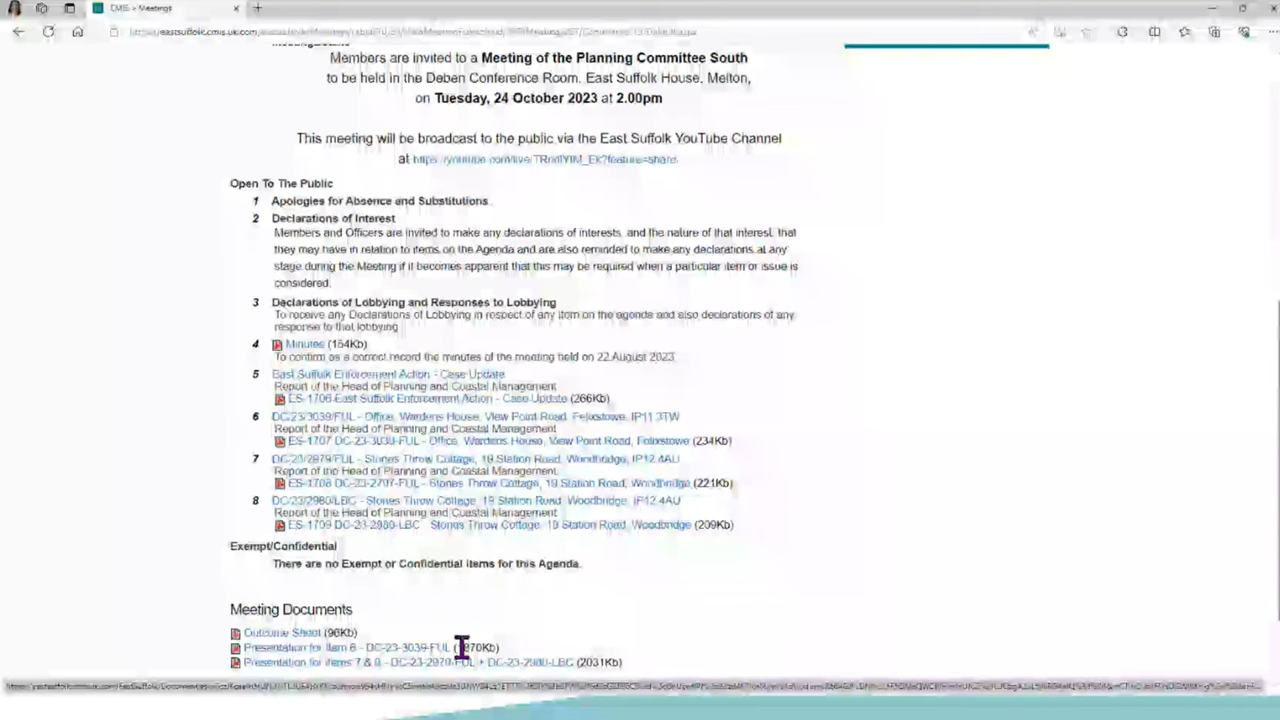 CMIS > Meetings
Members are invited to a Meeting of the Planning Committee South
to be held in the Deben Conference Room, East Suffolk House, Melton,
on Tuesday, 24 October 2023 at 2.00pm
This meeting will be broadcast to the public via the East Suffolk YouTube Channel
at
Open To The Public
1 Apologies for Absence and Substitutions
2 Declarations of Interest
Members and Officers are invited to make any declarations of interests, and the nature of that interest, that
they may have in relation to items on the Agenda and are also reminded to make any declarations at any
stage during the Meeting if it becomes apparent that this may be required when a particular item or issue is
considered.
3 Declarations of Lobbying and Responses to Lobbying
To receive any Declarations of Lobbying in respect of any item on the agenda and also declarations of any
response to that lobbying
4 Minutes (154Kb)
To confirm as a correct record the minutes of the meeting held on 22 August 2023
5 East Suffolk Enforcement Action - Case Update
Report of the Head of Planning and Coastal Management
ES-1706 East Suffolk Enforcement Action - Case Update (266Kb)
6 DC/23/3039/FUL - Office, Wardens House, View Point Road, Felixstowe, IP11 3TW
Report of the Head of Planning and Coastal Management
ES-1707 DC-23-3039-FUL - Office, Wardens House, View Point Road, Felixstowe (234Kb)
7 DC/23/2979/FUL - Stones Throw Cottage, 19 Station Road, Woodbridge, IP12 4AU
Report of the Head of Planning and Coastal Management
ES-1708 - Stones Throw Cottage, 19 Station Road, Woodbridge (221Kb)
8 DC/23/2980/LBC - Stones Throw Cottage, 19 Station Road, Woodbridge, IP12 4AU
Report of the Head of Planning and Coastal Management
ES-1709 DC-23-2980-LBC - Stones Throw Cottage, 19 Station Road, Woodbridge (209Kb)
Exempt/Confidential
There are no Exempt or Confidential items for this Agenda.
Meeting Documents
Outcome Sheet (96Kb)
Presentation for item 6 - DC-23-3039-FUL
Presentation for items 7 & 8 - DC-23-2979-FUL + DC-23-2980-LBC (2031Kb)